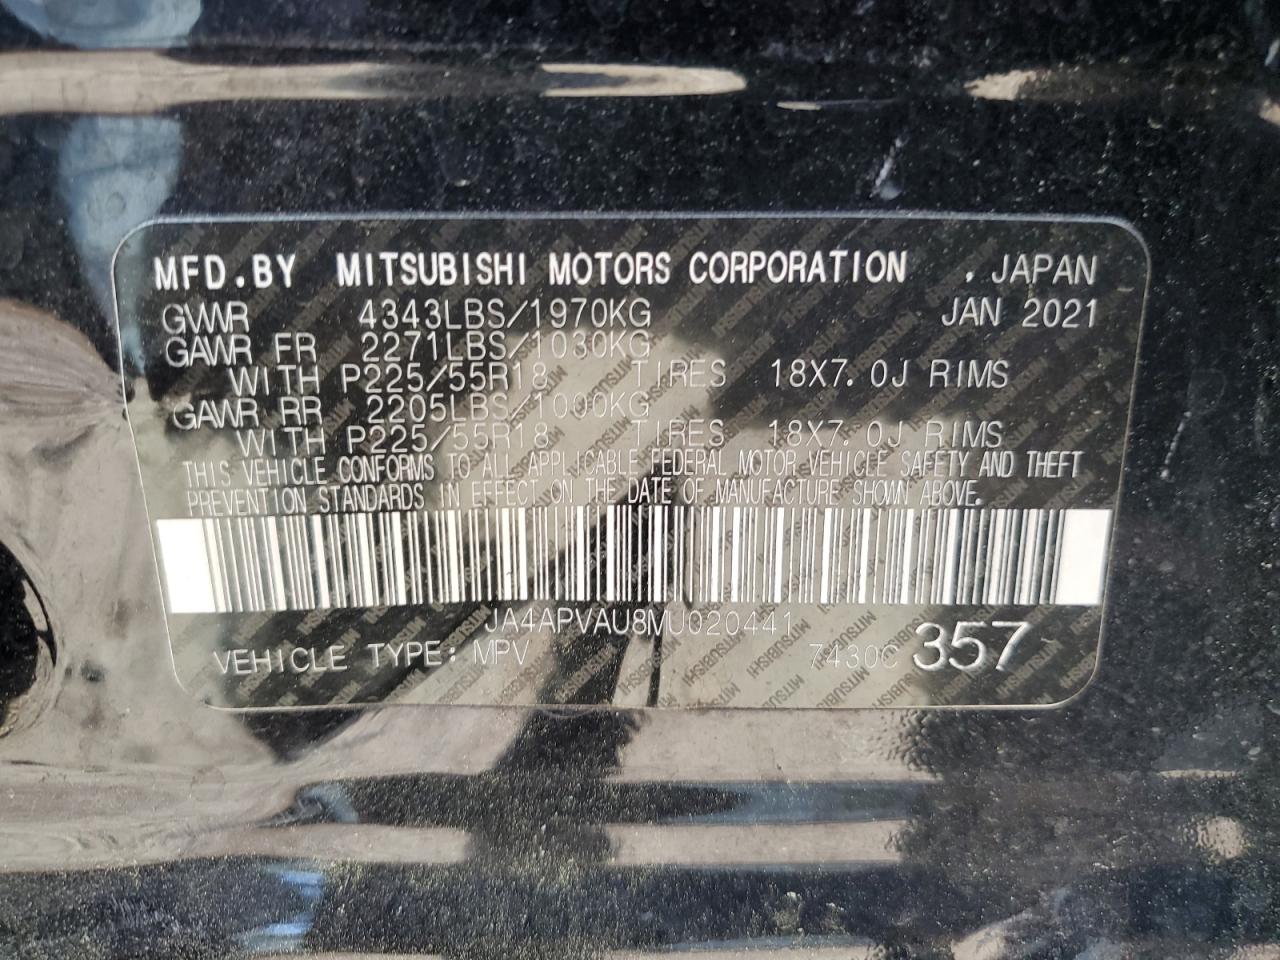 MFD.BY MITSUBISHI MOTORS CORPORATION . JAPAN
GVWR 4343LBS/1970KG JAN 2021
GAWR FR 2271LBS/1030KG
WITH P225/55R18 TIRES 18X7.0J RIMS
GAWR RR 2205LBS/1000KG
WITH P225/55R18 TIRES 18X7.0J RIMS
THIS VEHICLE CONFORMS TO ALL APPLICABLE FEDERAL MOTOR VEHICLE SAFETY AND THEFT
PREVENTION STANDARDS IN EFFECT ON THE DATE OF MANUFACTURE SHOWN ABOVE.
JA4APVAU8MU020441
VEHICLE TYPE: MPV 7430C 357